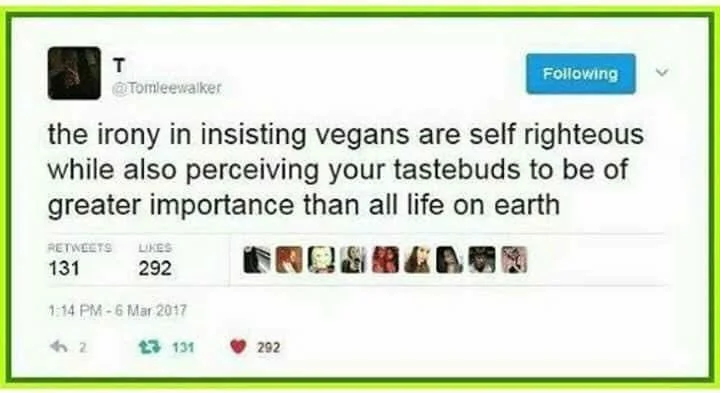 T
@Tomleewalker
Following
the irony in insisting vegans are self righteous
while also perceiving your tastebuds to be of
greater importance than all life on earth
RETWEETS LIKES
131 292
1:14 PM - 6 Mar 2017
2 131 292